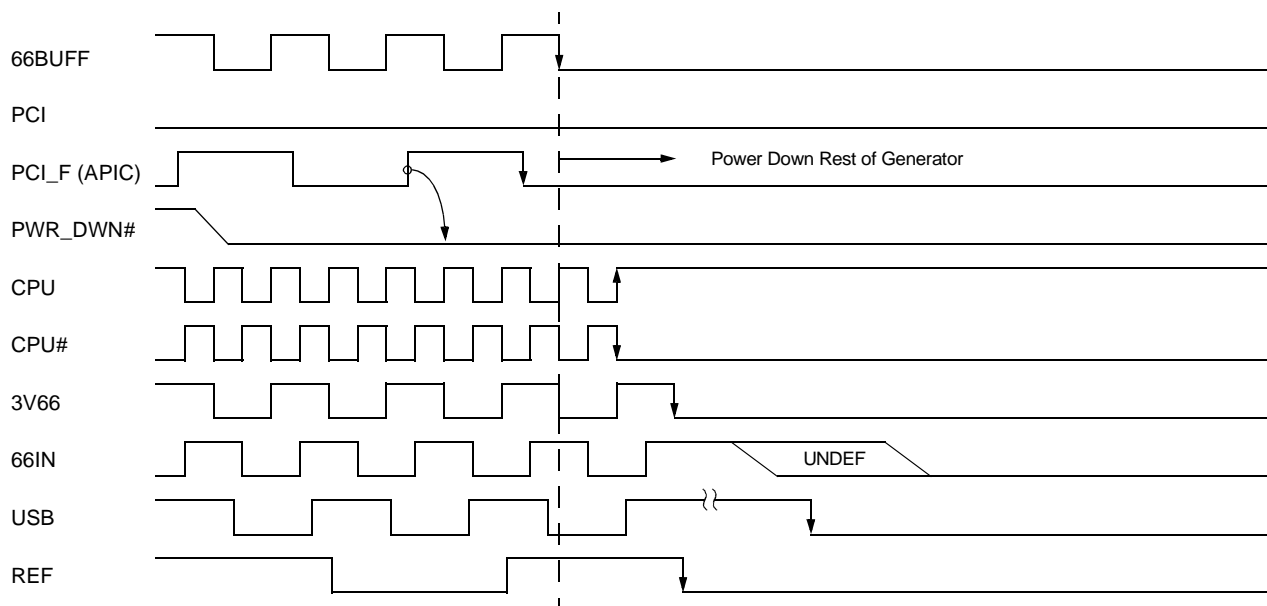 66BUFF
PCI
PCI_F (APIC)
Power Down Rest of Generator
PWR_DWN#
CPU
CPU#
3V66
66IN
UNDEF
USB
REF